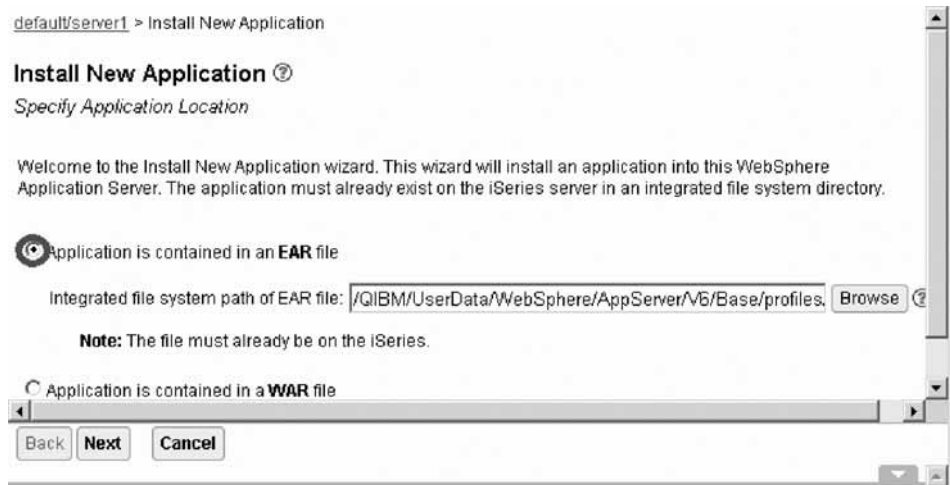 default/server1 > Install New Application
Install New Application ?
Specify Application Location
Welcome to the Install New Application wizard. This wizard will install an application into this WebSphere
Application Server. The application must already exist on the iSeries server in an integrated file system directory.
Application is contained in an EAR file
Integrated file system path of EAR file: /QIBM/UserData/WebSphere/AppServer/V6/Base/profiles. Browse ?
Note: The file must already be on the iSeries.
Application is contained in a WAR file
Back Next Cancel